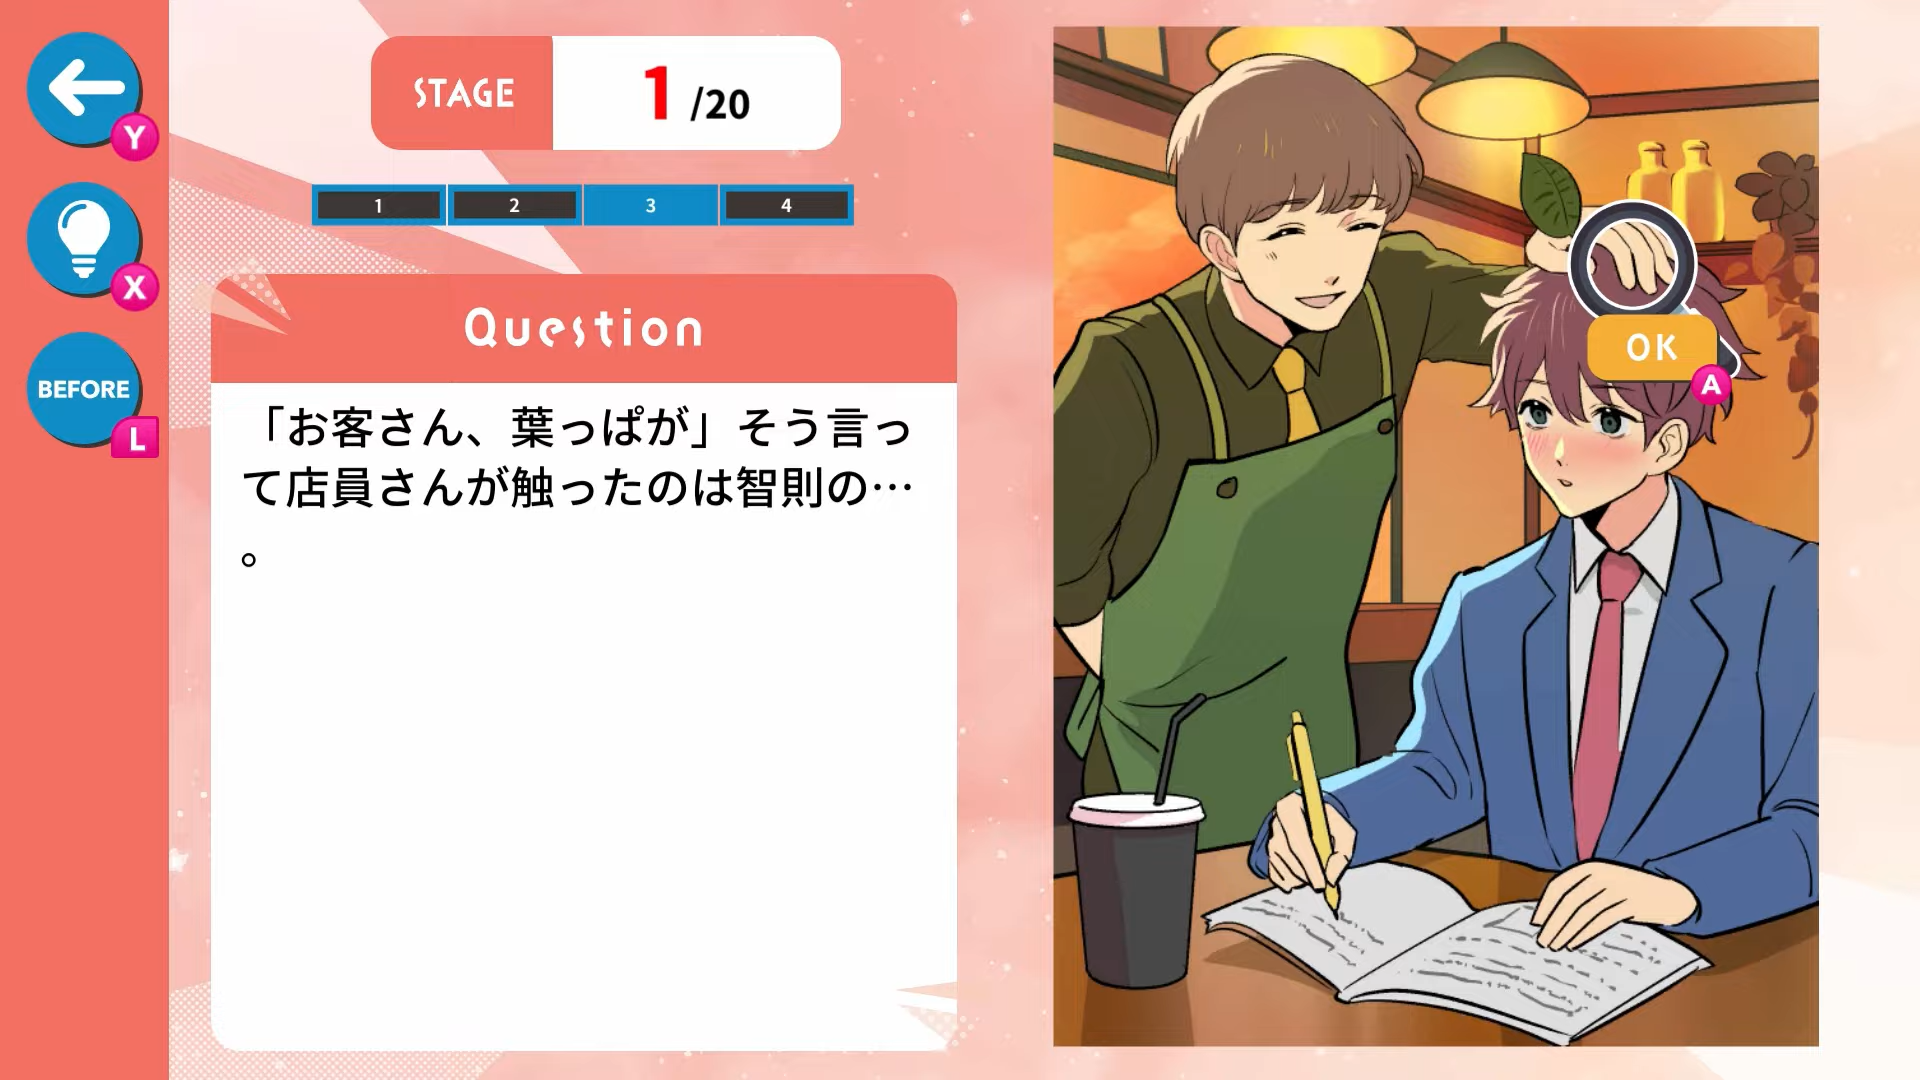 Y
STAGE
1 /20
1 2 3 4
X
BEFORE
L
Question
「お客さん、葉っぱが」そう言っ
て店員さんが触ったのは智則の…
。
OK
A